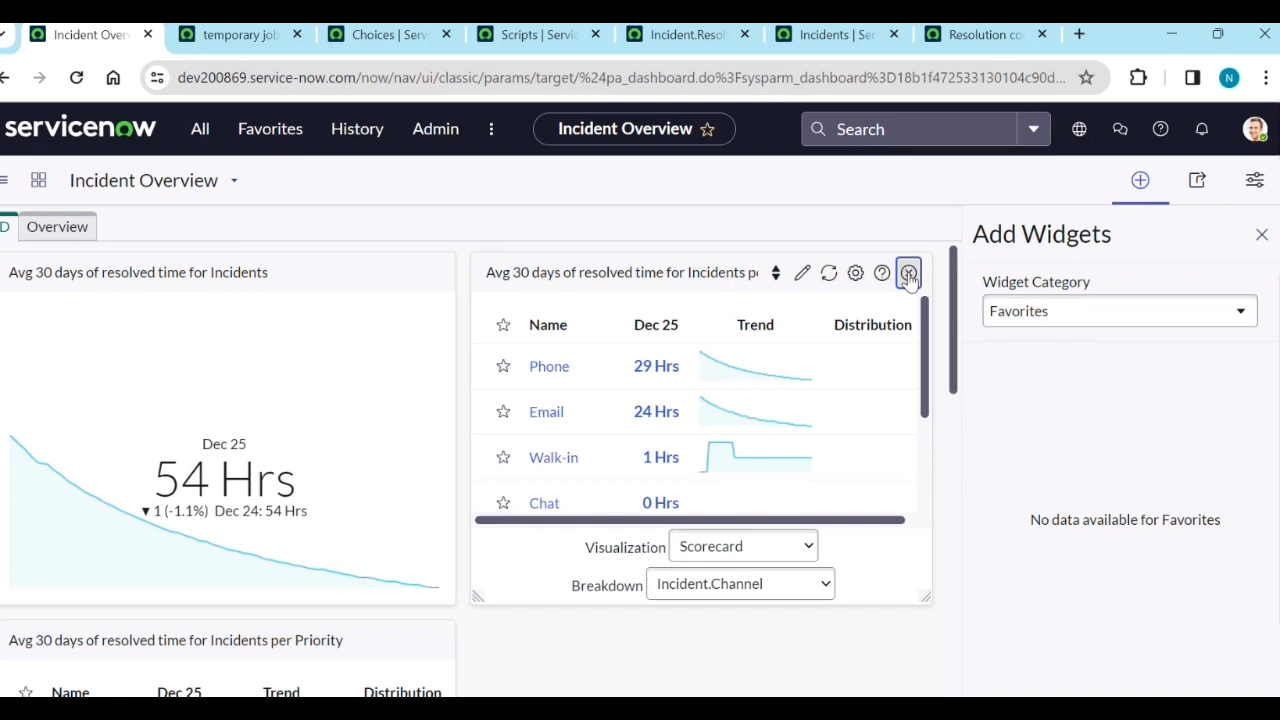 Incident Over
temporary job
Choices | Servi
Scripts | Servic
Incident.Resol
Incidents | Ser
Resolution co
dev200869.service-now.com/now/nav/ui/classic/params/target/%24pa_dashboard.do%3Fsysparm_dashboard%3D18b1f472533130104c90d...
N
servicenow
All
Favorites
History
Admin
Incident Overview
Search
Incident Overview
D
Overview
Add Widgets
Avg 30 days of resolved time for Incidents
Dec 25
54 Hrs
▼ 1 (-1.1%) Dec 24: 54 Hrs
Avg 30 days of resolved time for Incidents pe
Name Dec 25 Trend Distribution
Phone 29 Hrs
Email 24 Hrs
Walk-in 1 Hrs
Chat 0 Hrs
Visualization Scorecard
Breakdown Incident.Channel
Widget Category
Favorites
No data available for Favorites
Avg 30 days of resolved time for Incidents per Priority
Name Dec 25 Trend Distribution